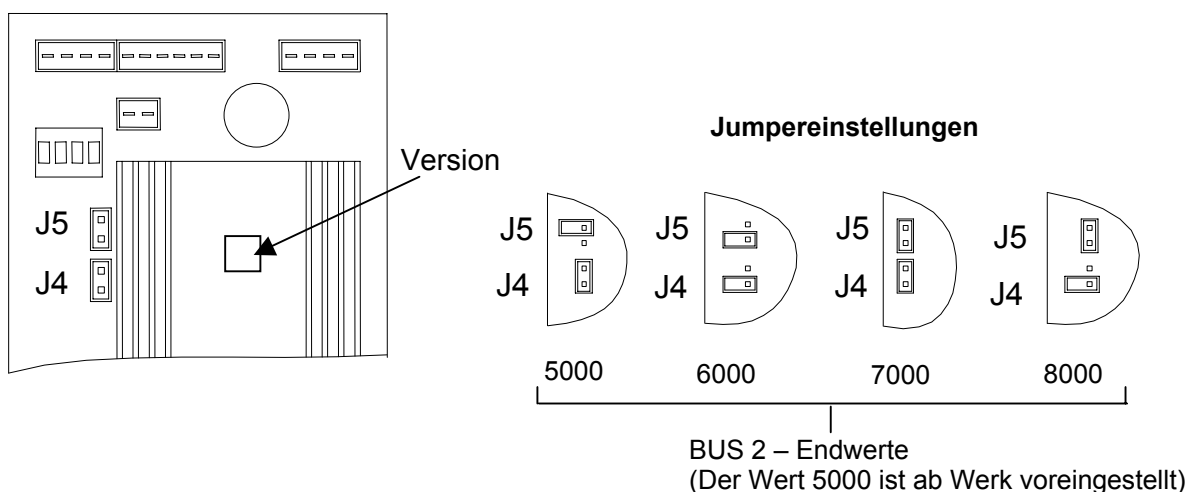 Jumpereinstellungen
Version
J5
J4
J5
J4
J5
J4
J5
J4
J5
J4
5000 6000 7000 8000
BUS 2 – Endwerte
(Der Wert 5000 ist ab Werk voreingestellt)